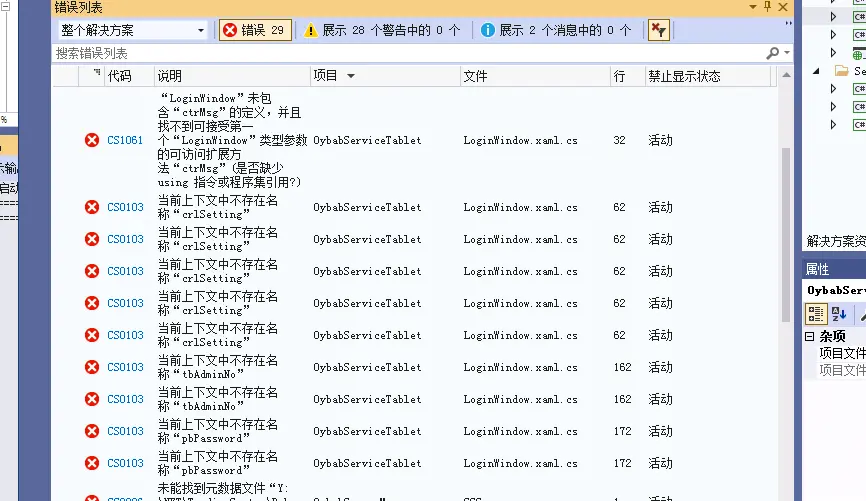 错误列表
整个解决方案
错误 29
展示 28 个警告中的 0 个
展示 2 个消息中的 0 个
搜索错误列表
代码 说明 项目 文件 行 禁止显示状态
CS1061 “LoginWindow”未包
含“ctrMsg”的定义，并且
找不到可接受第一
个“LoginWindow”类型参数
的可访问扩展方
法“ctrMsg”(是否缺少
using 指令或程序集引用?)
OybabServiceTablet LoginWindow.xaml.cs 32 活动
CS0103 当前上下文中不存在名
称“crlSetting” OybabServiceTablet LoginWindow.xaml.cs 62 活动
CS0103 当前上下文中不存在名
称“crlSetting” OybabServiceTablet LoginWindow.xaml.cs 62 活动
CS0103 当前上下文中不存在名
称“crlSetting” OybabServiceTablet LoginWindow.xaml.cs 62 活动
CS0103 当前上下文中不存在名
称“crlSetting” OybabServiceTablet LoginWindow.xaml.cs 62 活动
CS0103 当前上下文中不存在名
称“crlSetting” OybabServiceTablet LoginWindow.xaml.cs 62 活动
CS0103 当前上下文中不存在名
称“tbAdminNo” OybabServiceTablet LoginWindow.xaml.cs 162 活动
CS0103 当前上下文中不存在名
称“tbAdminNo” OybabServiceTablet LoginWindow.xaml.cs 162 活动
CS0103 当前上下文中不存在名
称“pbPassword” OybabServiceTablet LoginWindow.xaml.cs 172 活动
CS0103 当前上下文中不存在名
称“pbPassword” OybabServiceTablet LoginWindow.xaml.cs 172 活动
未能找到元数据文件“Y:
%
示输
启动
C#
C#
Se
C#
C#
C#
解决方案资
属性
OybabServ
杂项
项目文件
项目文件